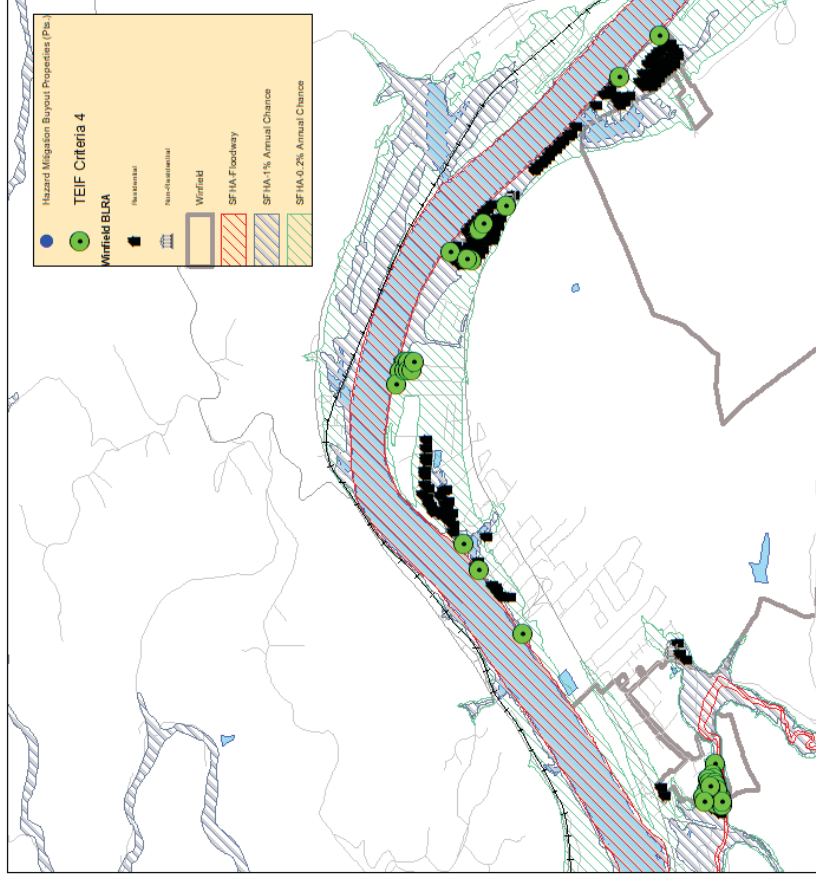 Hazard Mitigation Buyout Properties (Pts.)
TEIF Criteria 4
Winfield BLRA
Residential
Non-Residential
Winfield
SFHA-Floodway
SFHA-1% Annual Chance
SFHA-0.2% Annual Chance